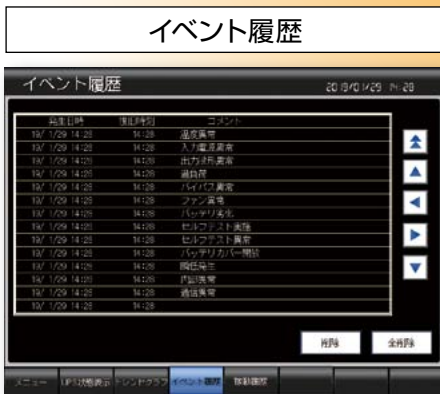 イベント履歴
イベント履歴 2019/01/29 14:28
発生日時 復旧時刻 コメント
19/ 1/29 14:28 14:28 温度異常
19/ 1/29 14:28 14:28 入力電源異常
19/ 1/29 14:28 14:28 出力波形異常
19/ 1/29 14:28 14:28 過負荷
19/ 1/29 14:28 14:28 バイパス異常
19/ 1/29 14:28 14:28 ファン異常
19/ 1/29 14:28 14:28 バッテリ劣化
19/ 1/29 14:28 14:28 セルフテスト実施
19/ 1/29 14:28 14:28 セルフテスト異常
19/ 1/29 14:28 14:28 バッテリカバー開放
19/ 1/29 14:28 14:28 瞬低発生
19/ 1/29 14:28 14:28 内部異常
19/ 1/29 14:28 14:28 通信異常
19/ 1/29 14:28 14:28
削除 全削除
メニュー UPS状態表示 トレンドグラフ イベント履歴 稼動履歴